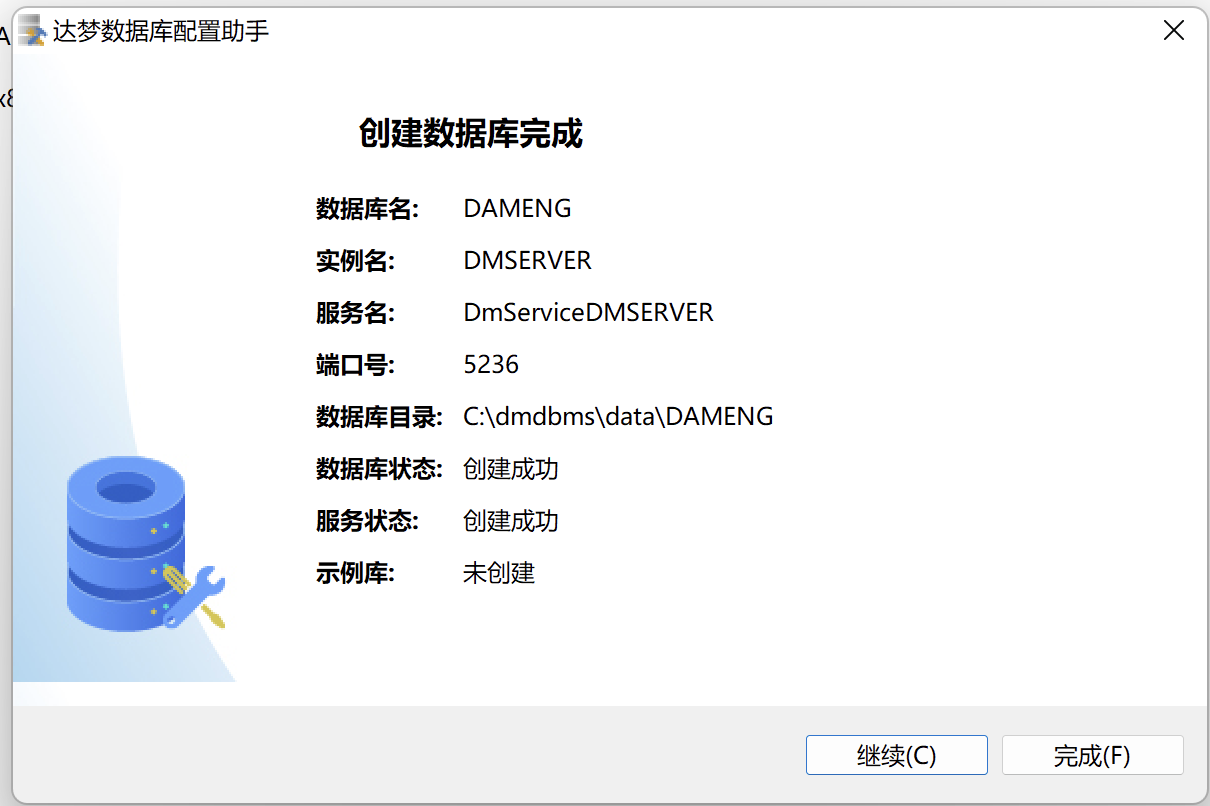 达梦数据库配置助手
创建数据库完成
数据库名: DAMENG
实例名: DMSERVER
服务名: DmServiceDMSERVER
端口号: 5236
数据库目录: C:\dmdbms\data\DAMENG
数据库状态: 创建成功
服务状态: 创建成功
示例库: 未创建
继续(C) 完成(F)